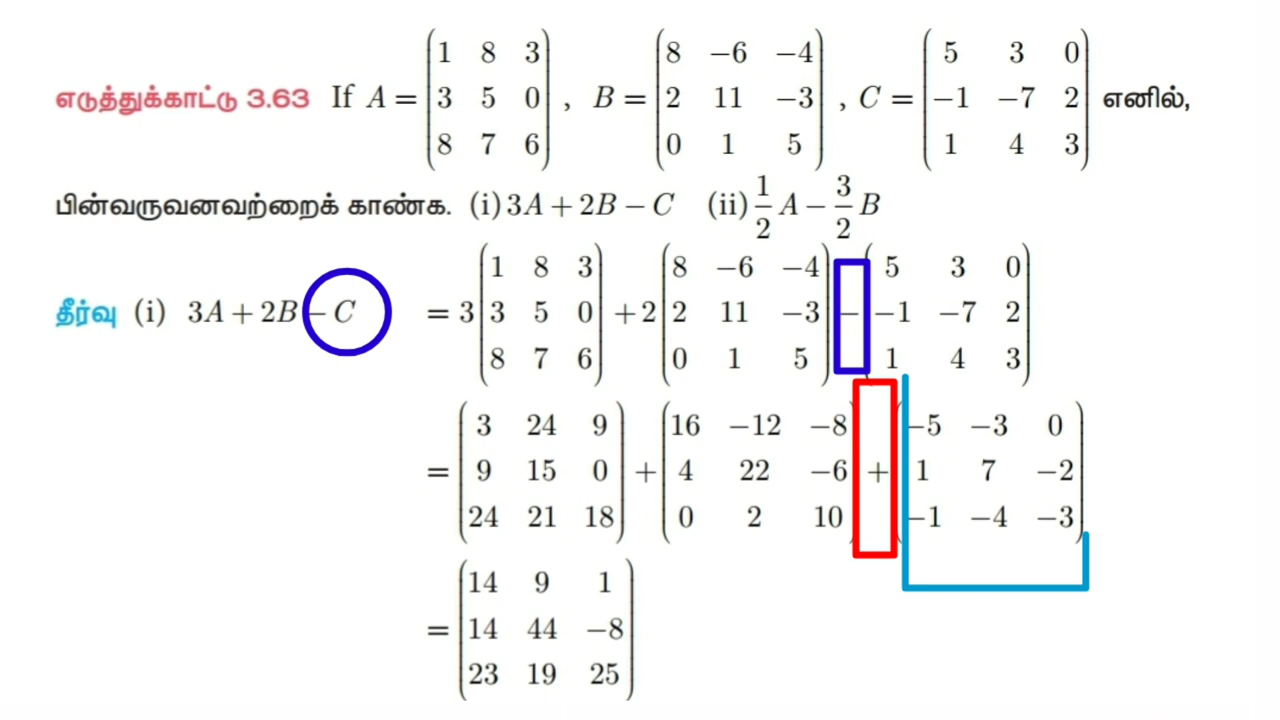 எடுத்துக்காட்டு 3.63 If A = (1 8 3; 3 5 0; 8 7 6), B = (8 −6 −4; 2 11 −3; 0 1 5), C = (5 3 0; −1 −7 2; 1 4 3) எனில்,
பின்வருவனவற்றைக் காண்க. (i) 3A + 2B − C (ii) 1/2 A − 3/2 B
தீர்வு (i) 3A + 2B − C = 3(1 8 3; 3 5 0; 8 7 6) + 2(8 −6 −4; 2 11 −3; 0 1 5) − (5 3 0; −1 −7 2; 1 4 3)
= (3 24 9; 9 15 0; 24 21 18) + (16 −12 −8; 4 22 −6; 0 2 10) + (−5 −3 0; 1 7 −2; −1 −4 −3)
= (14 9 1; 14 44 −8; 23 19 25)